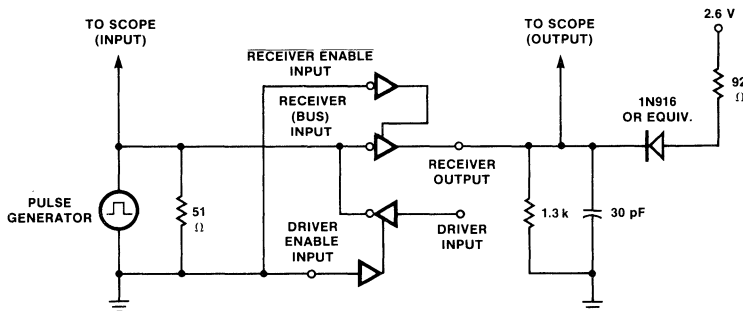 TO SCOPE
(INPUT)
TO SCOPE
(OUTPUT)
2.6 V
RECEIVER ENABLE
INPUT
RECEIVER
(BUS)
INPUT
92
Ω
1N916
OR EQUIV.
RECEIVER
OUTPUT
PULSE
GENERATOR
51
Ω
DRIVER
ENABLE
INPUT
DRIVER
INPUT
1.3 k
30 pF